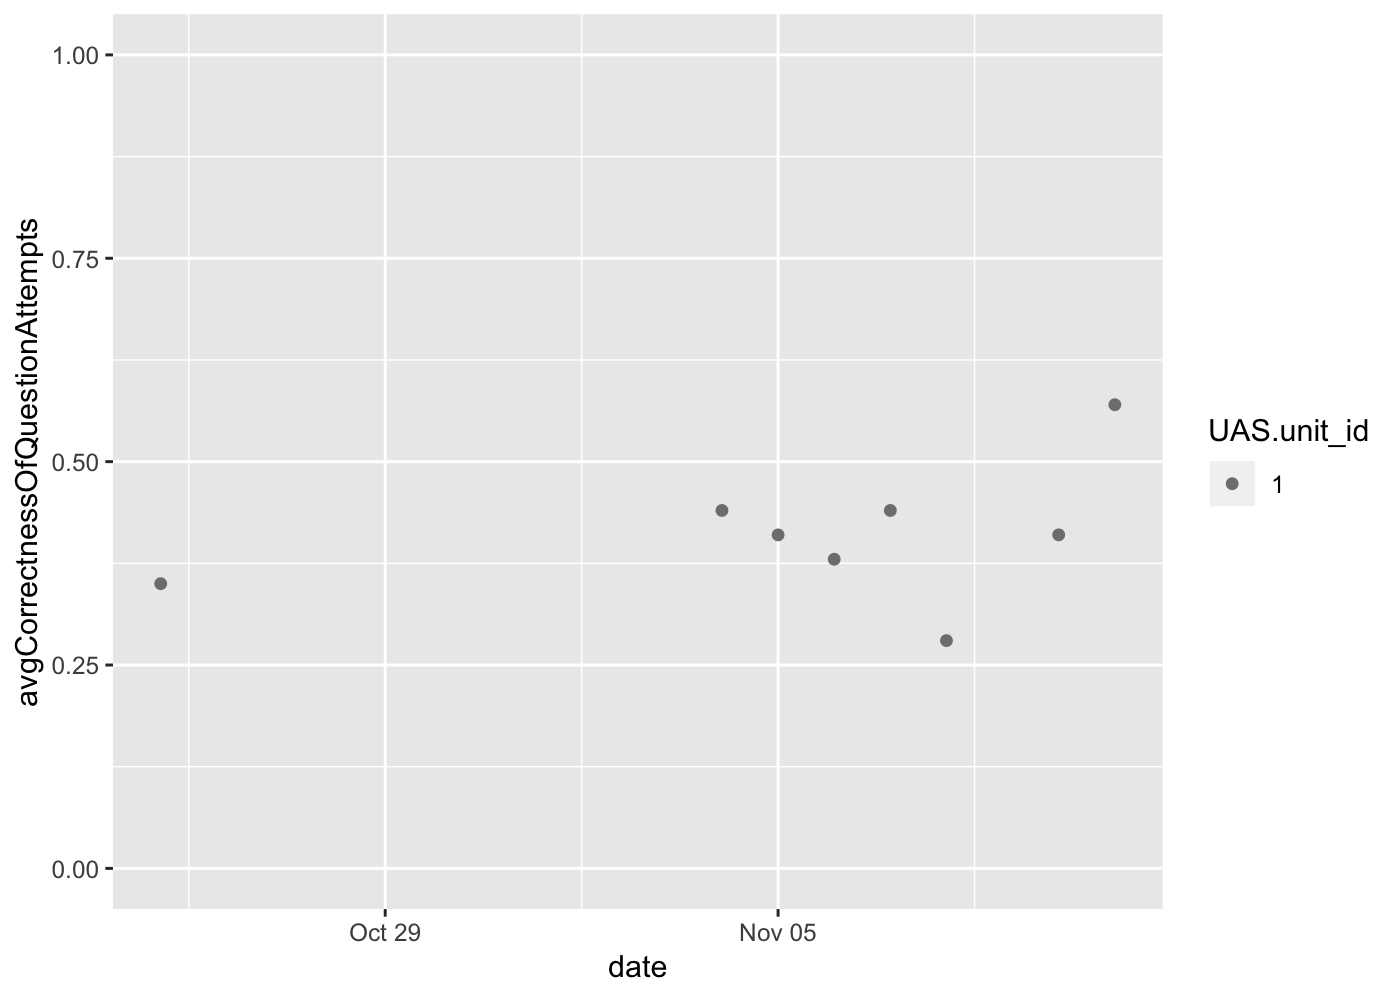 1.00
0.75
0.50
0.25
0.00
avgCorrectnessOfQuestionAttempts
Oct 29
Nov 05
date
UAS.unit_id
1